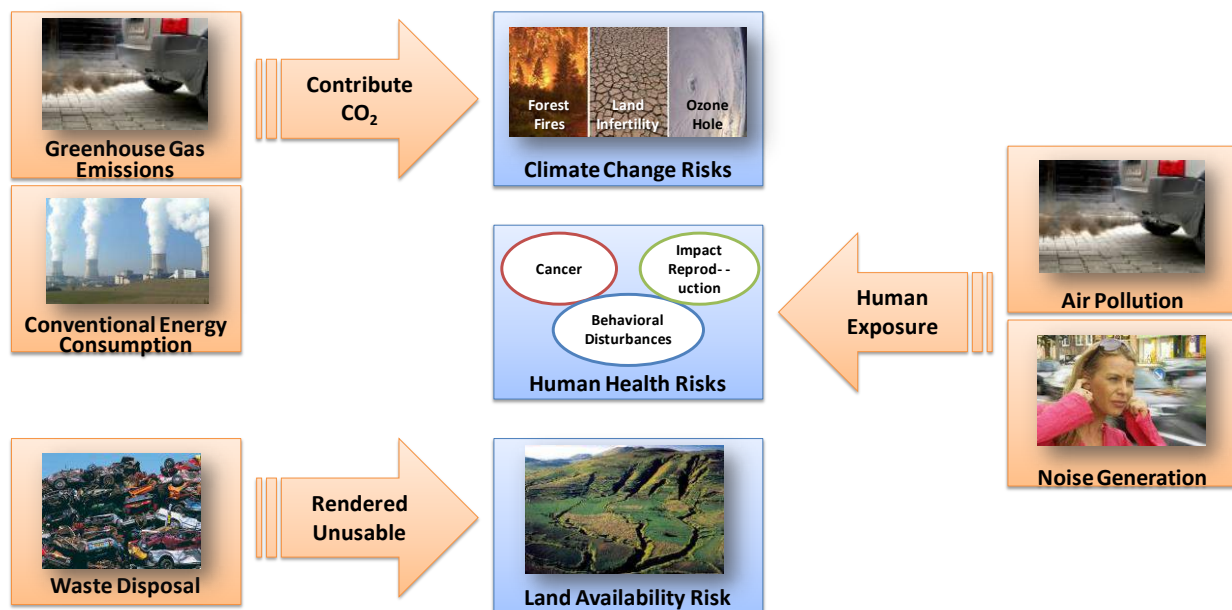 Greenhouse Gas
Emissions
Contribute
CO₂
Forest
Fires
Land
Infertility
Ozone
Hole
Climate Change Risks
Conventional Energy
Consumption
Cancer
Impact
Reprod- -
uction
Behavioral
Disturbances
Human Health Risks
Human
Exposure
Air Pollution
Noise Generation
Waste Disposal
Rendered
Unusable
Land Availability Risk